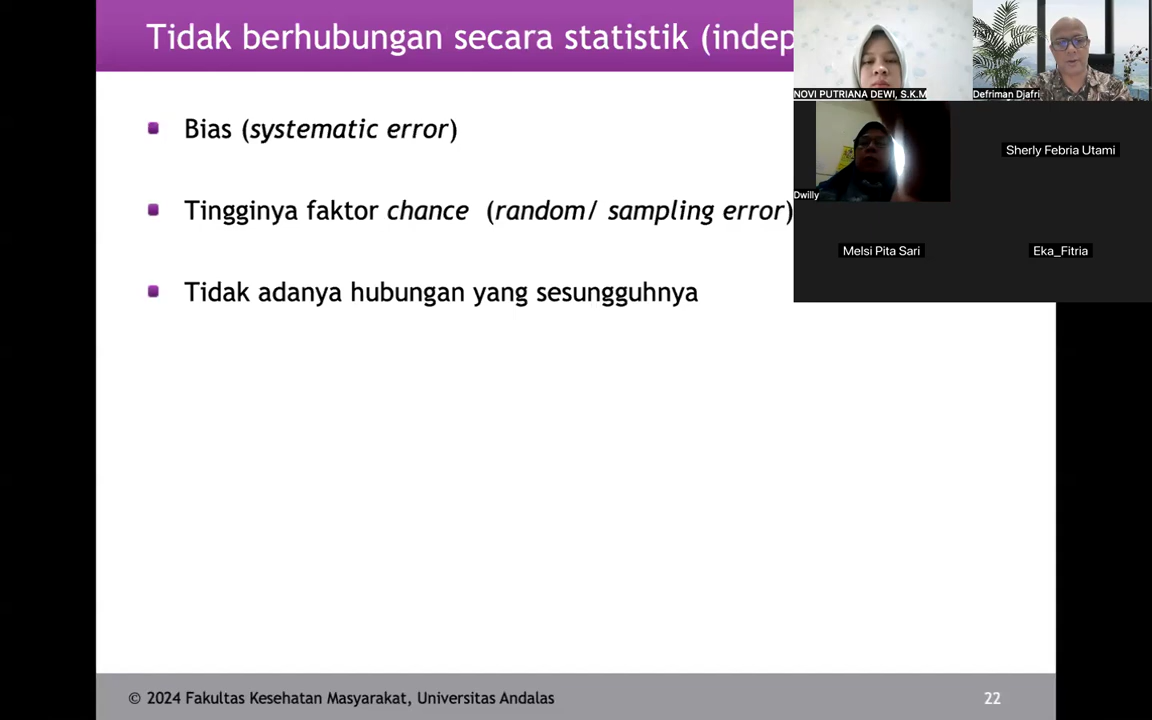 Tidak berhubungan secara statistik (indep
Bias (systematic error)
Tingginya faktor chance (random/ sampling error)
Tidak adanya hubungan yang sesungguhnya
NOVI PUTRIANA DEWI, S.K.M
Defriman Djafri
Dwilly
Sherly Febria Utami
Melsi Pita Sari
Eka_Fitria
© 2024 Fakultas Kesehatan Masyarakat, Universitas Andalas
22